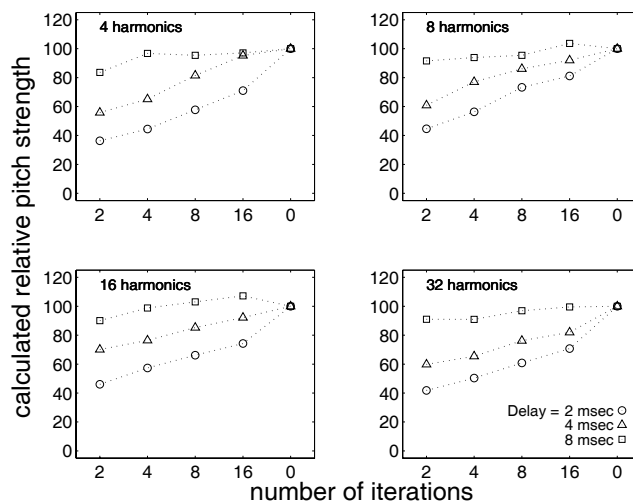 4 harmonics
120
100
80
60
40
20
0
2 4 8 16 0
8 harmonics
120
100
80
60
40
20
0
2 4 8 16 0
16 harmonics
120
100
80
60
40
20
0
2 4 8 16 0
32 harmonics
120
100
80
60
40
20
0
2 4 8 16 0
Delay = 2 msec
4 msec
8 msec
calculated relative pitch strength
number of iterations